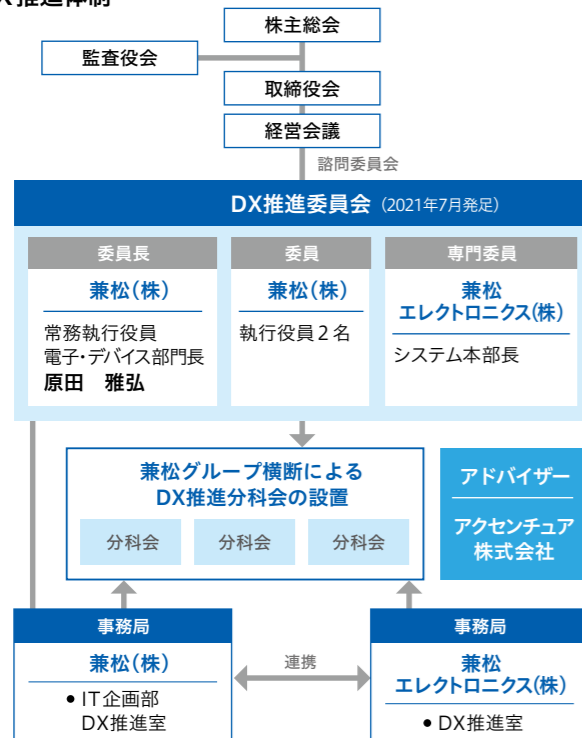 X推進体制
株主総会
監査役会
取締役会
経営会議
諮問委員会
DX推進委員会（2021年7月発足）
委員長
兼松(株)
常務執行役員
電子・デバイス部門長
原田　雅弘
委員
兼松(株)
執行役員2名
専門委員
兼松
エレクトロニクス(株)
システム本部長
兼松グループ横断による
DX推進分科会の設置
分科会
分科会
分科会
アドバイザー
アクセンチュア
株式会社
事務局
兼松(株)
• IT企画部
DX推進室
連携
事務局
兼松
エレクトロニクス(株)
• DX推進室